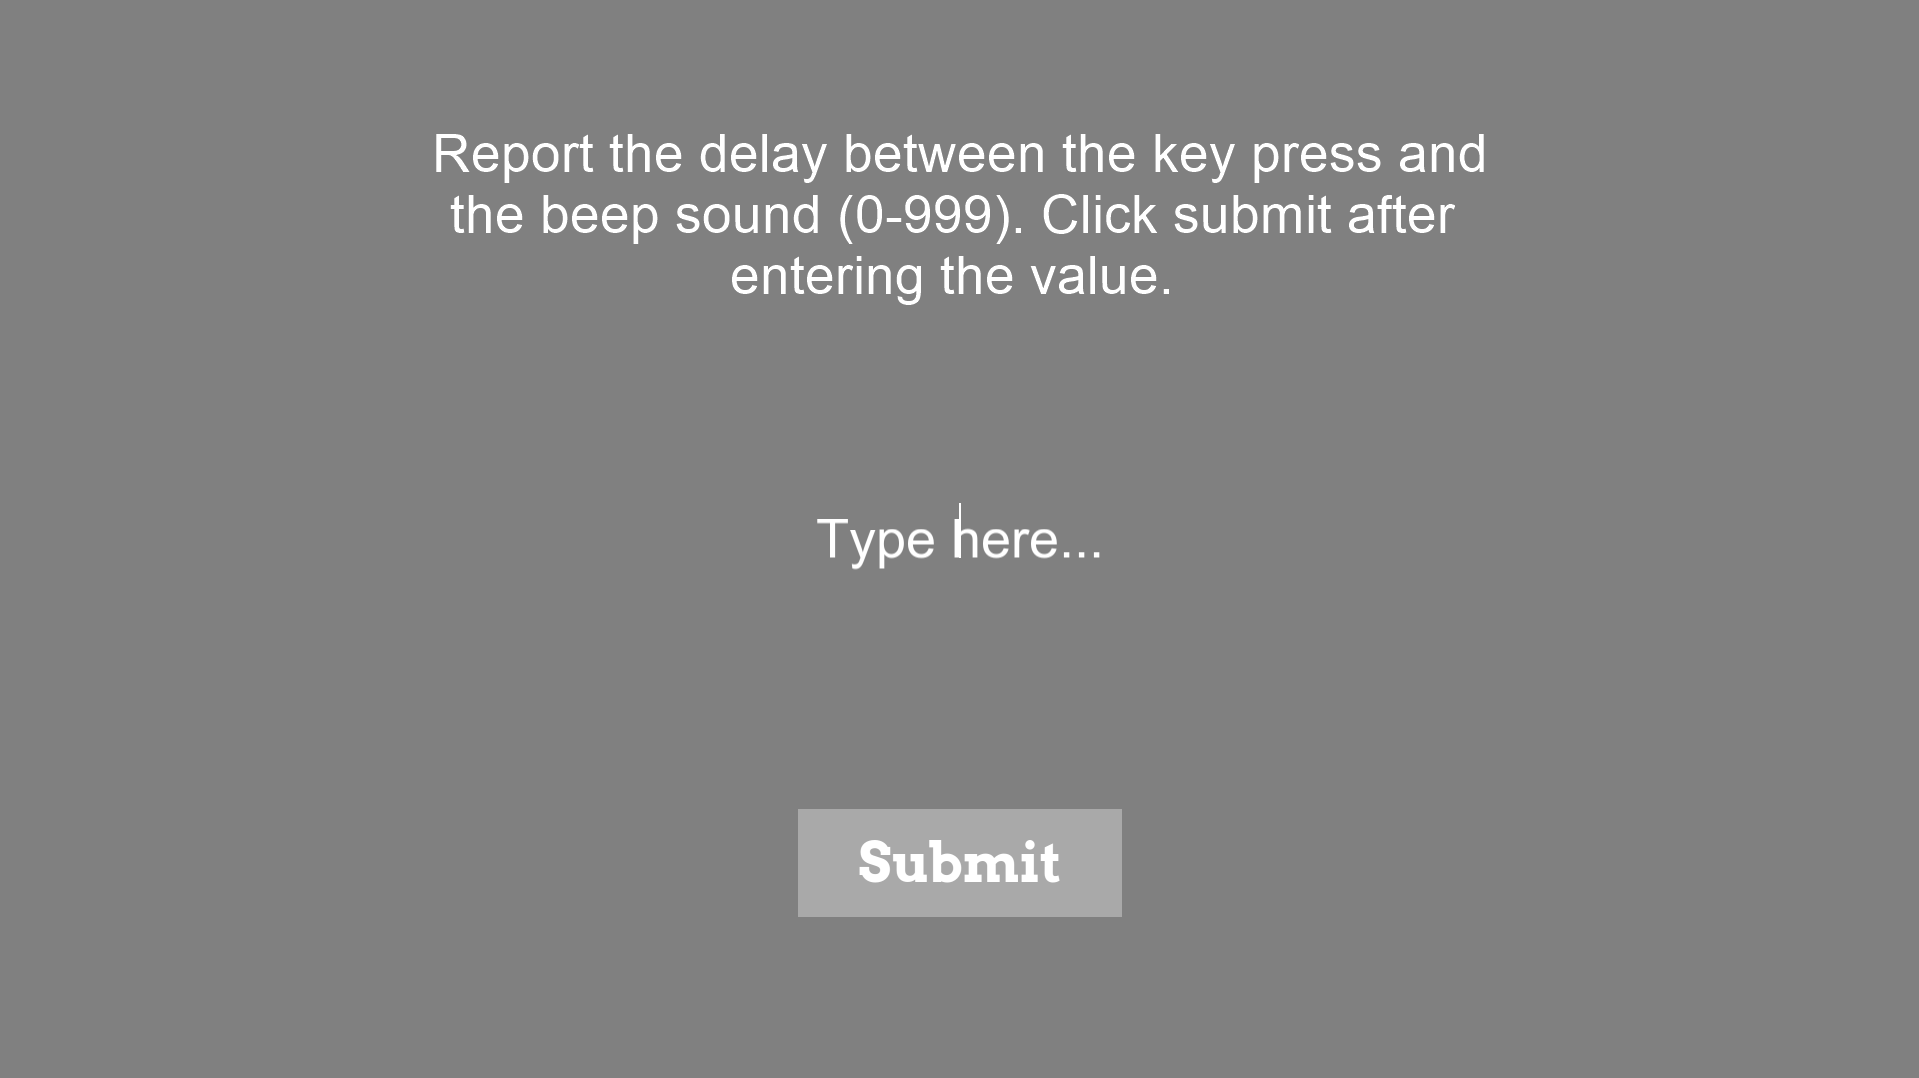 Report the delay between the key press and
the beep sound (0-999). Click submit after
entering the value.
Type here...
Submit